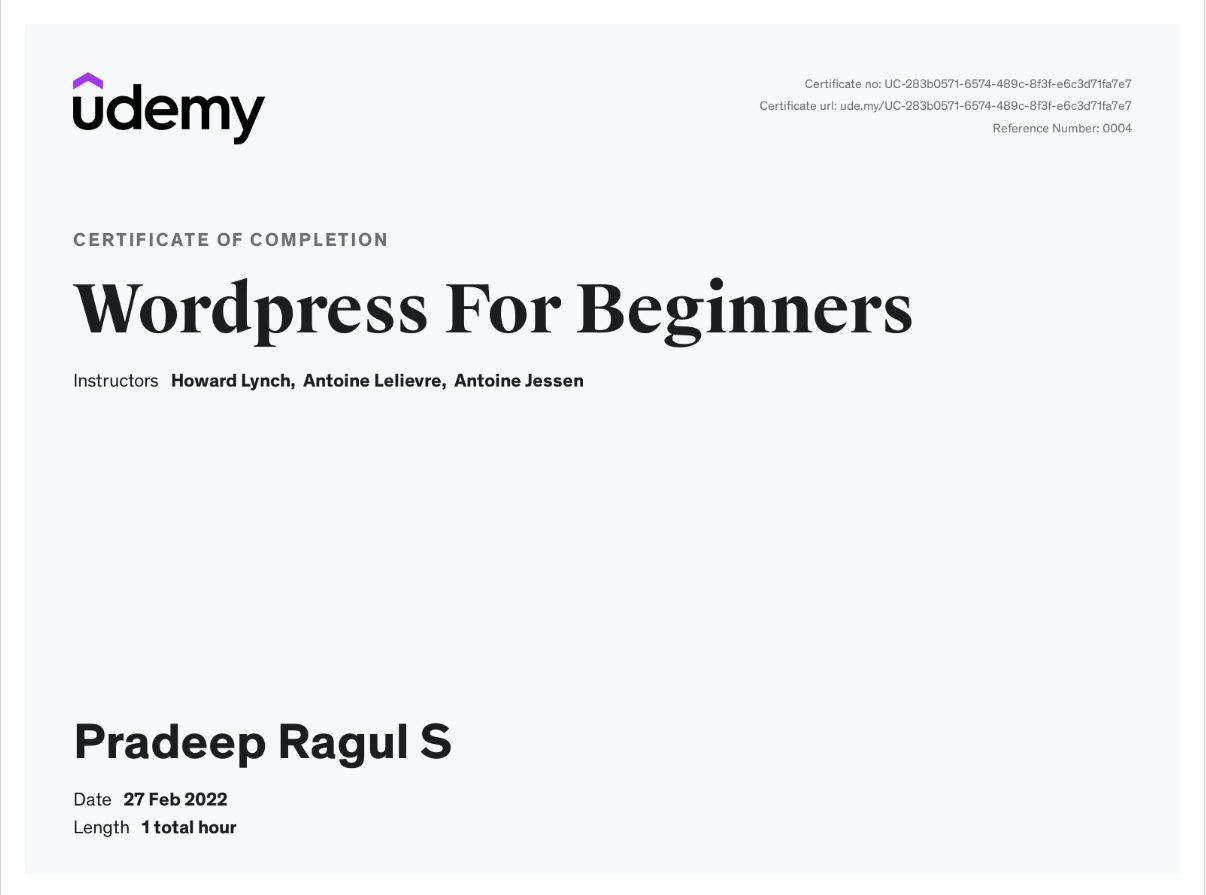 udemy
Certificate no: UC-283b0571-6574-489c-8f3f-e6c3d71fa7e7
Certificate url: ude.my/UC-283b0571-6574-489c-8f3f-e6c3d71fa7e7
Reference Number: 0004
CERTIFICATE OF COMPLETION
Wordpress For Beginners
Instructors Howard Lynch, Antoine Lelievre, Antoine Jessen
Pradeep Ragul S
Date 27 Feb 2022
Length 1 total hour